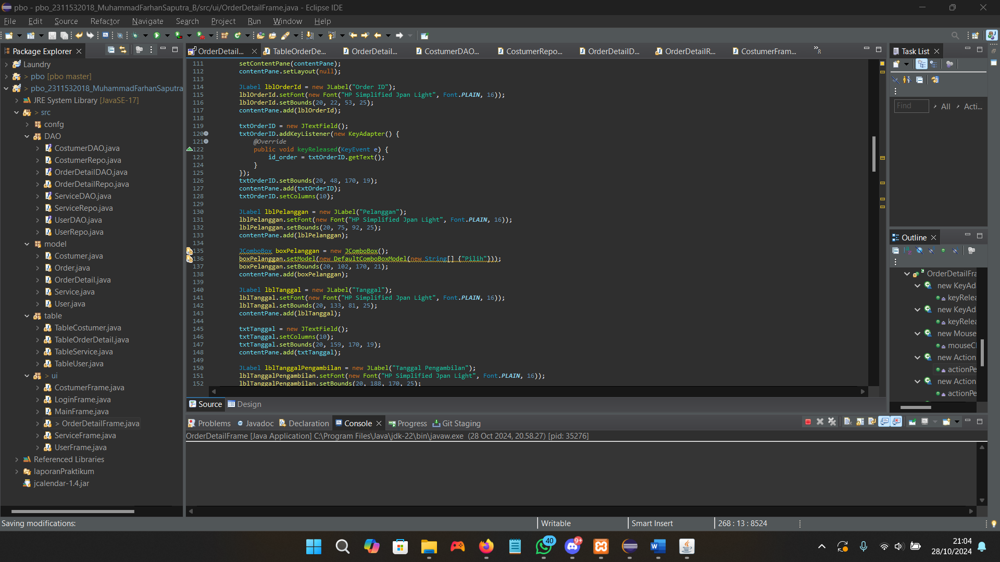 pbo - pbo_2311532018_MuhammadFarhanSaputra_B/src/ui/OrderDetailFrame.java - Eclipse IDE
File Edit Source Refactor Navigate Search Project Run Window Help
Package Explorer
Laundry
> pbo [pbo master]
> pbo_2311532018_MuhammadFarhanSaputra
JRE System Library [JavaSE-17]
> src
confg
DAO
CostumerDAO.java
CostumerRepo.java
OrderDetailDAO.java
OrderDetailRepo.java
ServiceDAO.java
ServiceRepo.java
UserDAO.java
UserRepo.java
model
Costumer.java
Order.java
OrderDetail.java
Service.java
User.java
table
TableCostumer.java
TableOrderDetail.java
TableService.java
TableUser.java
> ui
CostumerFrame.java
LoginFrame.java
MainFrame.java
> OrderDetailFrame.java
ServiceFrame.java
UserFrame.java
Referenced Libraries
laporanPraktikum
jcalendar-1.4.jar
OrderDetail... TableOrderDe... OrderDetail... CostumerDAO... CostumerRepo... OrderDetailD... OrderDetailR... CostumerFram... »8
111 setContentPane(contentPane);
112 contentPane.setLayout(null);
113
114 JLabel lblOrderId = new JLabel("Order ID");
115 lblOrderId.setFont(new Font("HP Simplified Jpan Light", Font.PLAIN, 16));
116 lblOrderId.setBounds(20, 22, 53, 25);
117 contentPane.add(lblOrderId);
118
119 txtOrderID = new JTextField();
120 txtOrderID.addKeyListener(new KeyAdapter() {
121 @Override
122 public void keyReleased(KeyEvent e) {
123 id_order = txtOrderID.getText();
124 }
125 });
126 txtOrderID.setBounds(20, 48, 170, 19);
127 contentPane.add(txtOrderID);
128 txtOrderID.setColumns(10);
129
130 JLabel lblPelanggan = new JLabel("Pelanggan");
131 lblPelanggan.setFont(new Font("HP Simplified Jpan Light", Font.PLAIN, 16));
132 lblPelanggan.setBounds(20, 75, 92, 25);
133 contentPane.add(lblPelanggan);
134
135 JComboBox boxPelanggan = new JComboBox();
136 boxPelanggan.setModel(new DefaultComboBoxModel(new String[] {"Pilih"}));
137 boxPelanggan.setBounds(20, 102, 170, 21);
138 contentPane.add(boxPelanggan);
139
140 JLabel lblTanggal = new JLabel("Tanggal");
141 lblTanggal.setFont(new Font("HP Simplified Jpan Light", Font.PLAIN, 16));
142 lblTanggal.setBounds(20, 133, 81, 25);
143 contentPane.add(lblTanggal);
144
145 txtTanggal = new JTextField();
146 txtTanggal.setColumns(10);
147 txtTanggal.setBounds(20, 159, 170, 19);
148 contentPane.add(txtTanggal);
149
150 JLabel lblTanggalPengambilan = new JLabel("Tanggal Pengambilan");
151 lblTanggalPengambilan.setFont(new Font("HP Simplified Jpan Light", Font.PLAIN, 16));
152 lblTanggalPengambilan.setBounds(20, 188, 170, 25);
Source Design
Problems Javadoc Declaration Console Progress Git Staging
OrderDetailFrame [Java Application] C:\Program Files\Java\jdk-22\bin\javaw.exe (28 Oct 2024, 20.58.27) [pid: 35276]
Task List
Find All Acti...
Outline
OrderDetailFra
new KeyAd
keyRelea
new KeyAd
keyRelea
new Mouse
mouseCl
new Action
actionPe
new Action
actionPe
Saving modifications:
Writable
Smart Insert
268 : 13 : 8524
40
9+
21:04
28/10/2024